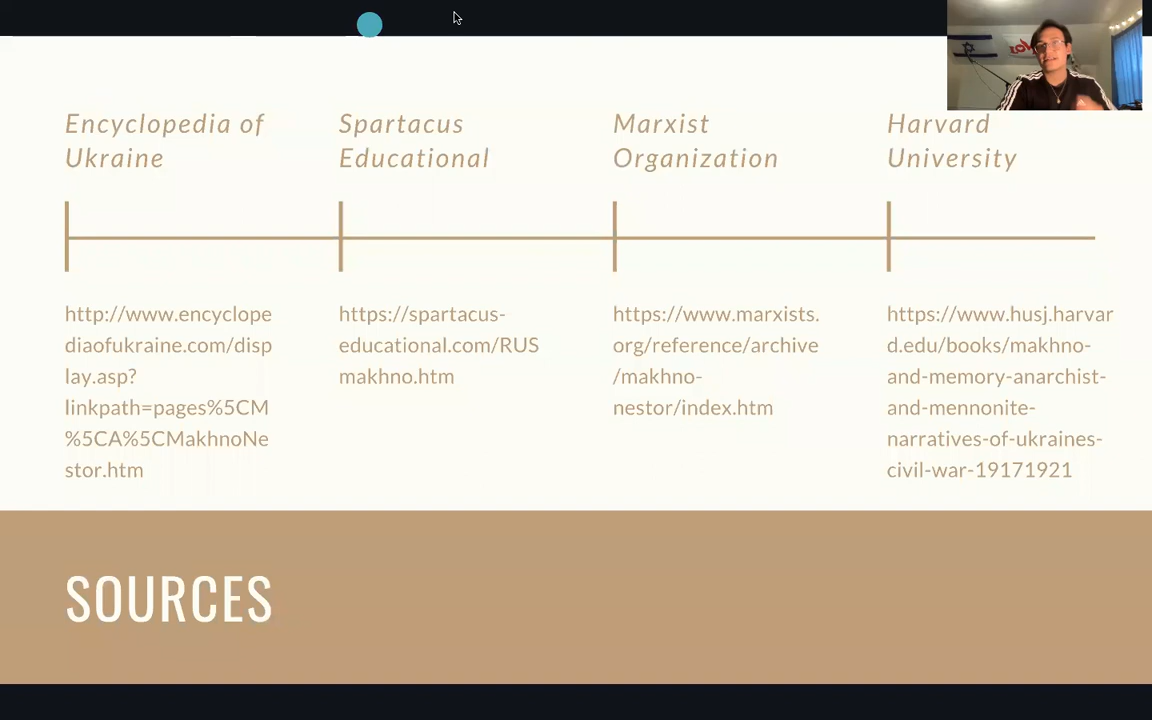 Encyclopedia of
Ukraine
Spartacus
Educational
Marxist
Organization
Harvard
University
http://www.encyclope
diaofukraine.com/disp
lay.asp?
linkpath=pages%5CM
%5CA%5CMakhnoNe
stor.htm
https://spartacus-
educational.com/RUS
makhno.htm
https://www.marxists.
org/reference/archive
/makhno-
nestor/index.htm
https://www.husj.harvar
d.edu/books/makhno-
and-memory-anarchist-
and-mennonite-
narratives-of-ukraines-
civil-war-19171921
SOURCES